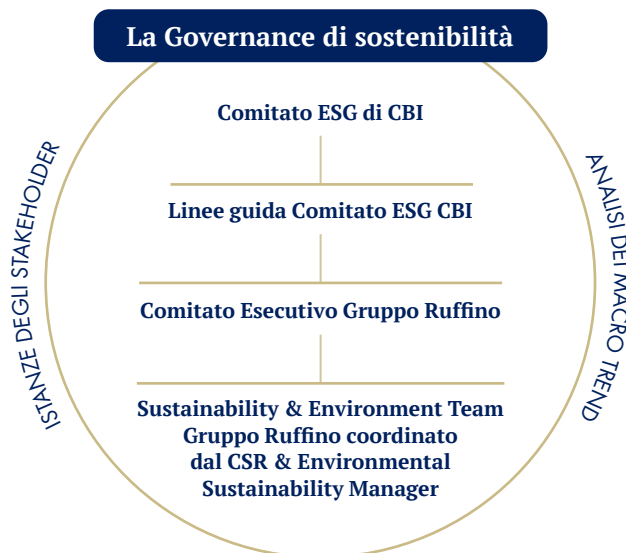 La Governance di sostenibilità
Comitato ESG di CBI
Linee guida Comitato ESG CBI
Comitato Esecutivo Gruppo Ruffino
Sustainability & Environment Team
Gruppo Ruffino coordinato
dal CSR & Environmental
Sustainability Manager
ISTANZE DEGLI STAKEHOLDER
ANALISI DEI MACRO TREND